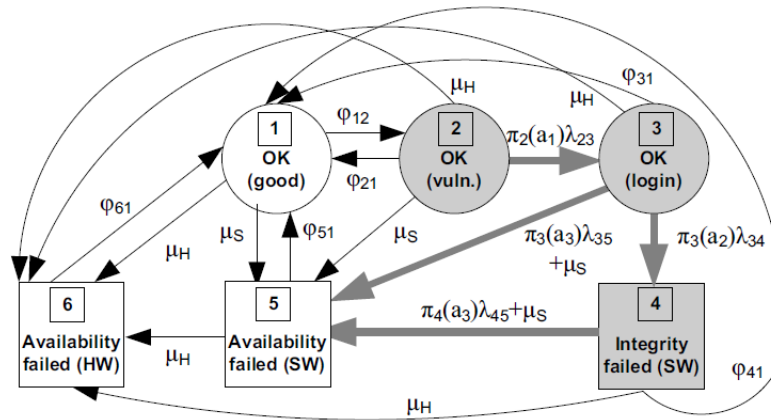 μH
φ31
μH
1
OK
(good)
φ12
φ21
2
OK
(vuln.)
π2(a1)λ23
3
OK
(login)
φ61
μH
μS
φ51
μS
π3(a3)λ35
+μS
π3(a2)λ34
6
Availability
failed (HW)
μH
5
Availability
failed (SW)
π4(a3)λ45+μS
4
Integrity
failed (SW)
μH
φ41